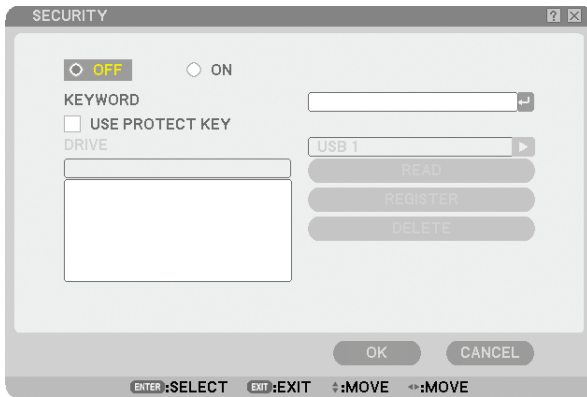 SECURITY
OFF ON
KEYWORD
USE PROTECT KEY
DRIVE USB 1
READ
REGISTER
DELETE
OK CANCEL
ENTER:SELECT EXIT:EXIT :MOVE :MOVE